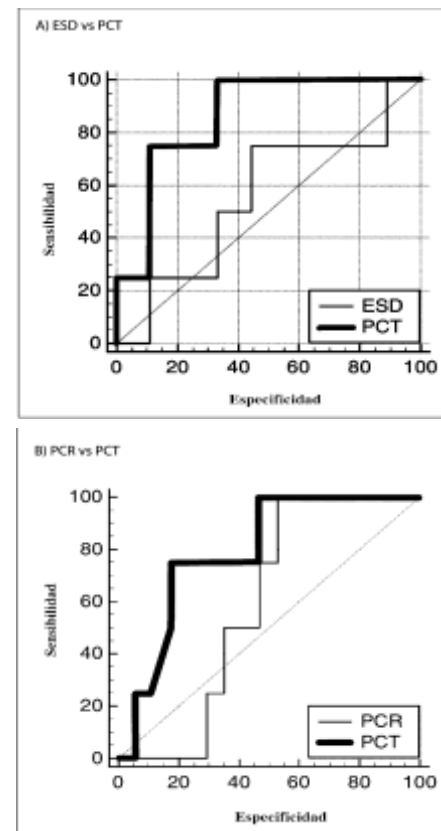 A) ESD vs PCT
100
80
60
40
20
0
Sensibilidad
0 20 40 60 80 100
Especificidad
ESD
PCT
B) PCR vs PCT
100
80
60
40
20
0
Sensibilidad
0 20 40 60 80 100
Especificidad
PCR
PCT